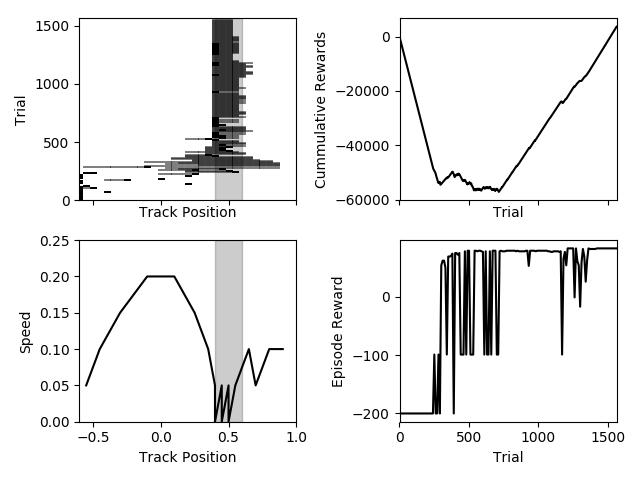 1500
1000
500
0
Trial
Track Position
0
−20000
−40000
−60000
Cummulative Rewards
Trial
0.25
0.20
0.15
0.10
0.05
0.00
Speed
−0.5 0.0 0.5 1.0
Track Position
0
−100
−200
Episode Reward
0 500 1000 1500
Trial